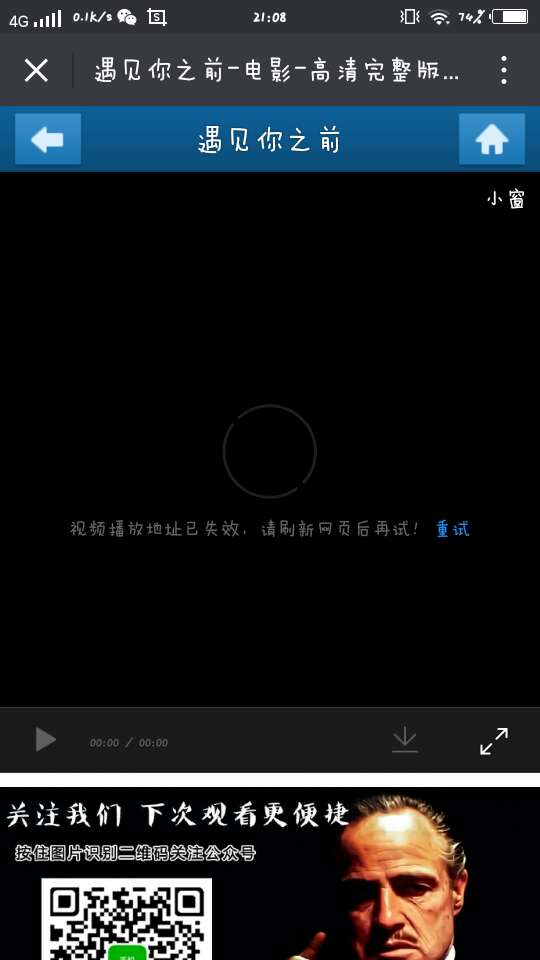 4G 0.1k/s 21:08 74%
遇见你之前-电影-高清完整版...
遇见你之前
小窗
视频播放地址已失效，请刷新网页后再试！ 重试
00:00 / 00:00
关注我们 下次观看更便捷
按住图片识别二维码关注公众号